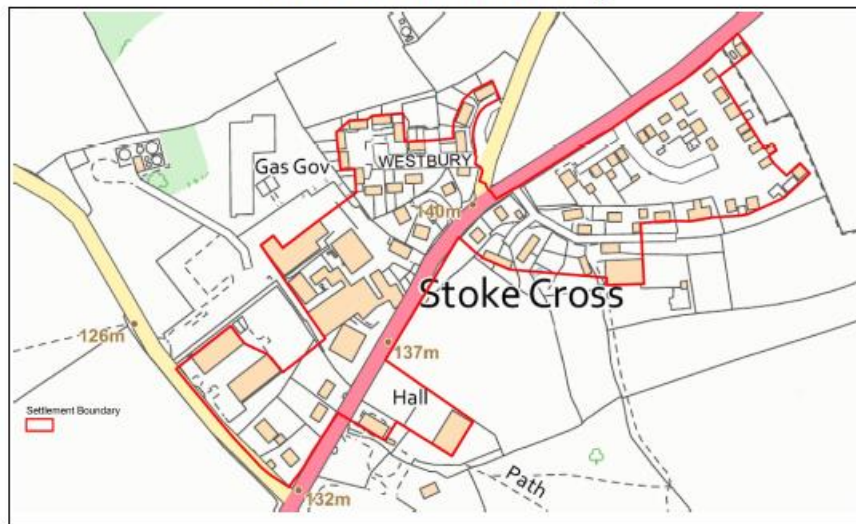 Gas Gov
WESTBURY
140m
Stoke Cross
126m
137m
Hall
Settlement Boundary
Path
132m